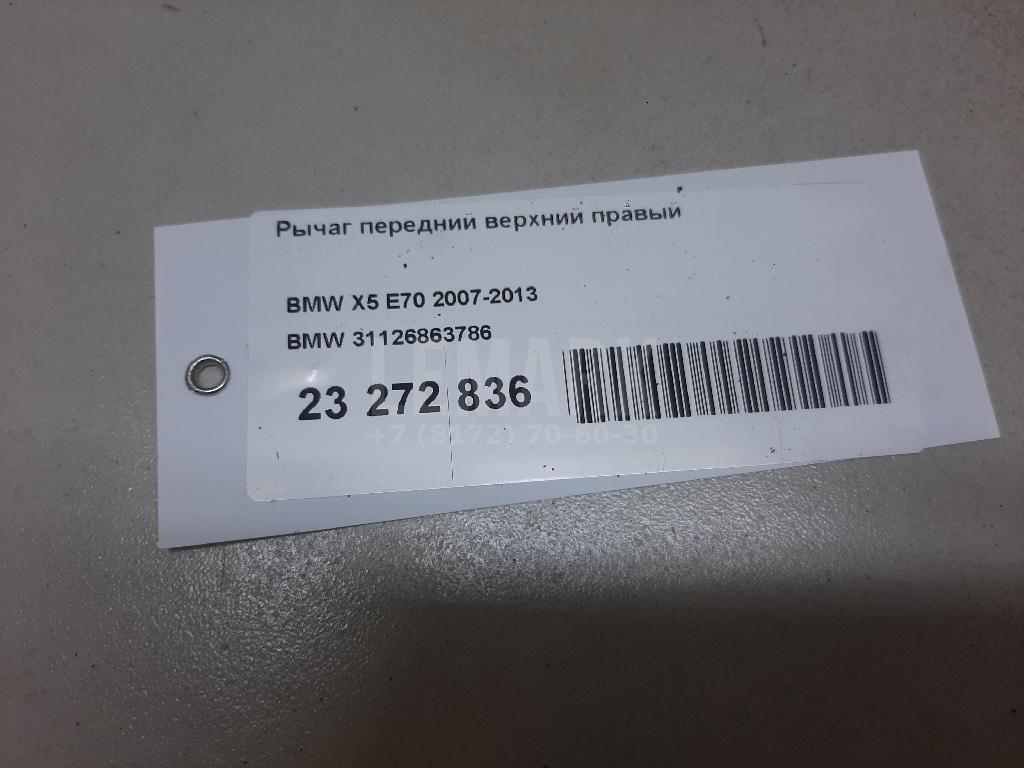 Рычаг передний верхний правый
BMW X5 E70 2007-2013
BMW 31126863786
LEMARK
23 272 836
+7 (8172) 70-60-30